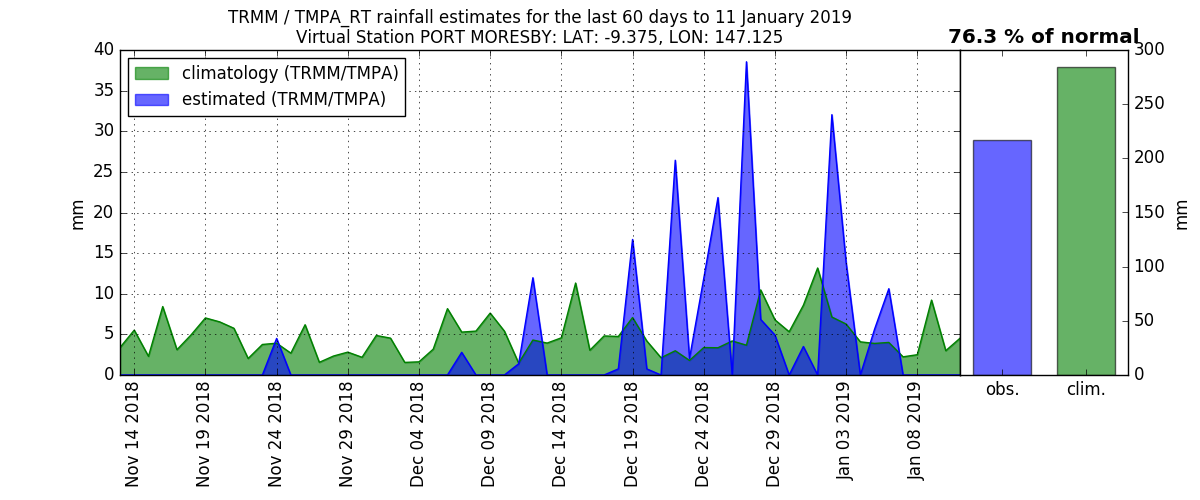 TRMM / TMPA_RT rainfall estimates for the last 60 days to 11 January 2019
Virtual Station PORT MORESBY: LAT: -9.375, LON: 147.125
76.3 % of normal
climatology (TRMM/TMPA)
estimated (TRMM/TMPA)
40
35
30
25
20
15
10
5
0
mm
Nov 14 2018
Nov 19 2018
Nov 24 2018
Nov 29 2018
Dec 04 2018
Dec 09 2018
Dec 14 2018
Dec 19 2018
Dec 24 2018
Dec 29 2018
Jan 03 2019
Jan 08 2019
obs.
clim.
300
250
200
150
100
50
0
mm